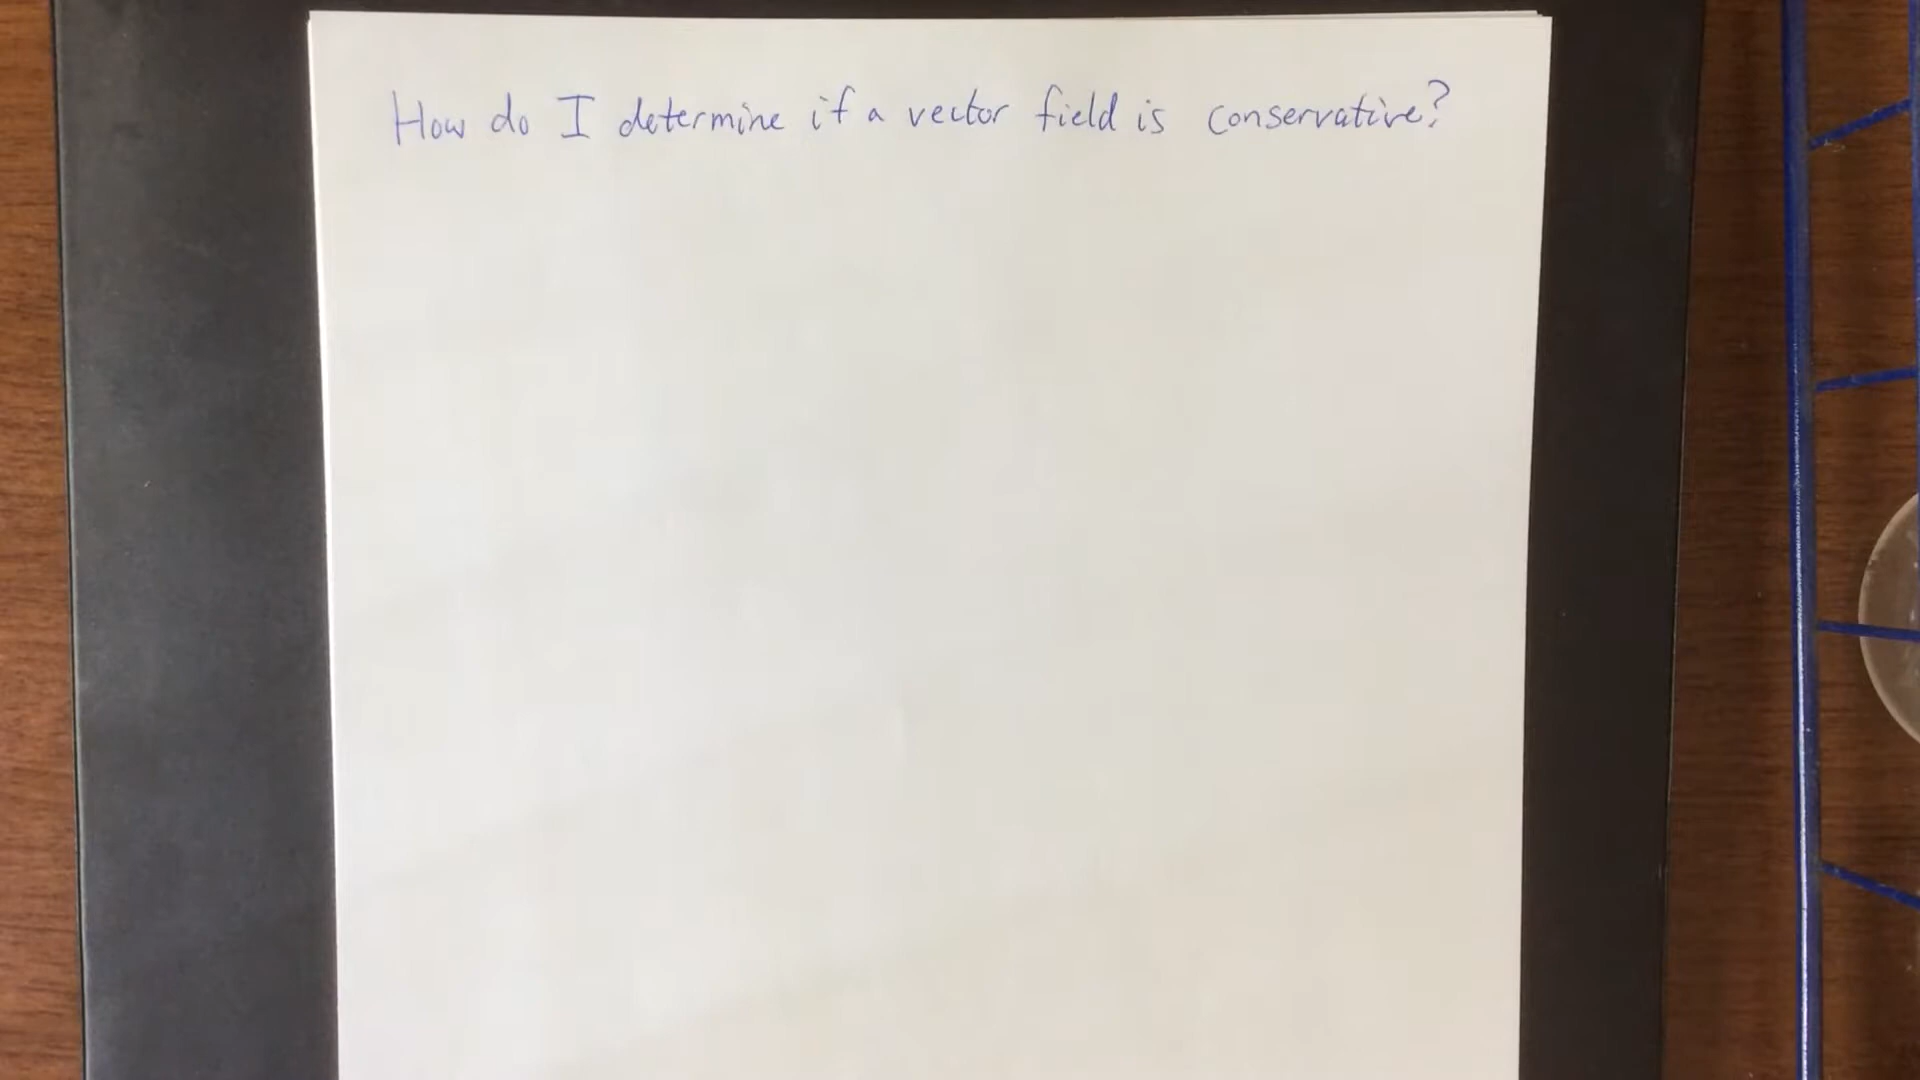 How do I determine if a vector field is conservative?